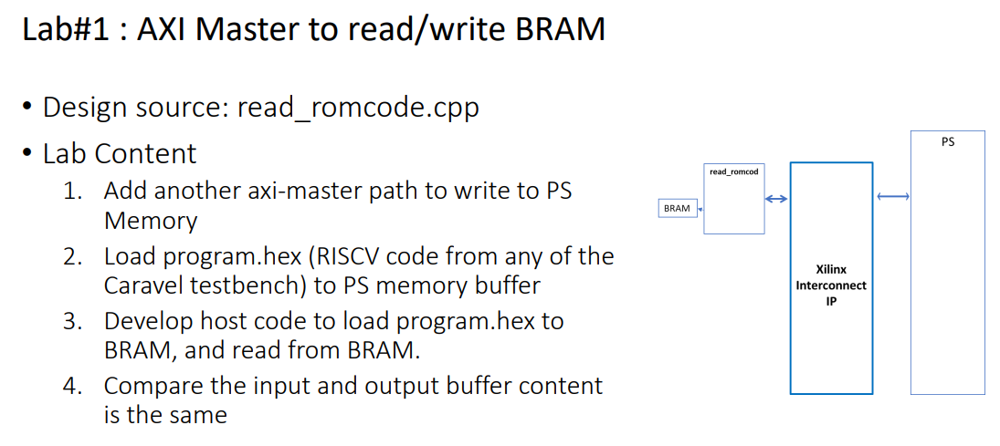 Lab#1 : AXI Master to read/write BRAM
• Design source: read_romcode.cpp
• Lab Content
1. Add another axi-master path to write to PS
Memory
2. Load program.hex (RISCV code from any of the
Caravel testbench) to PS memory buffer
3. Develop host code to load program.hex to
BRAM, and read from BRAM.
4. Compare the input and output buffer content
is the same
BRAM
read_romcod
Xilinx
Interconnect
IP
PS